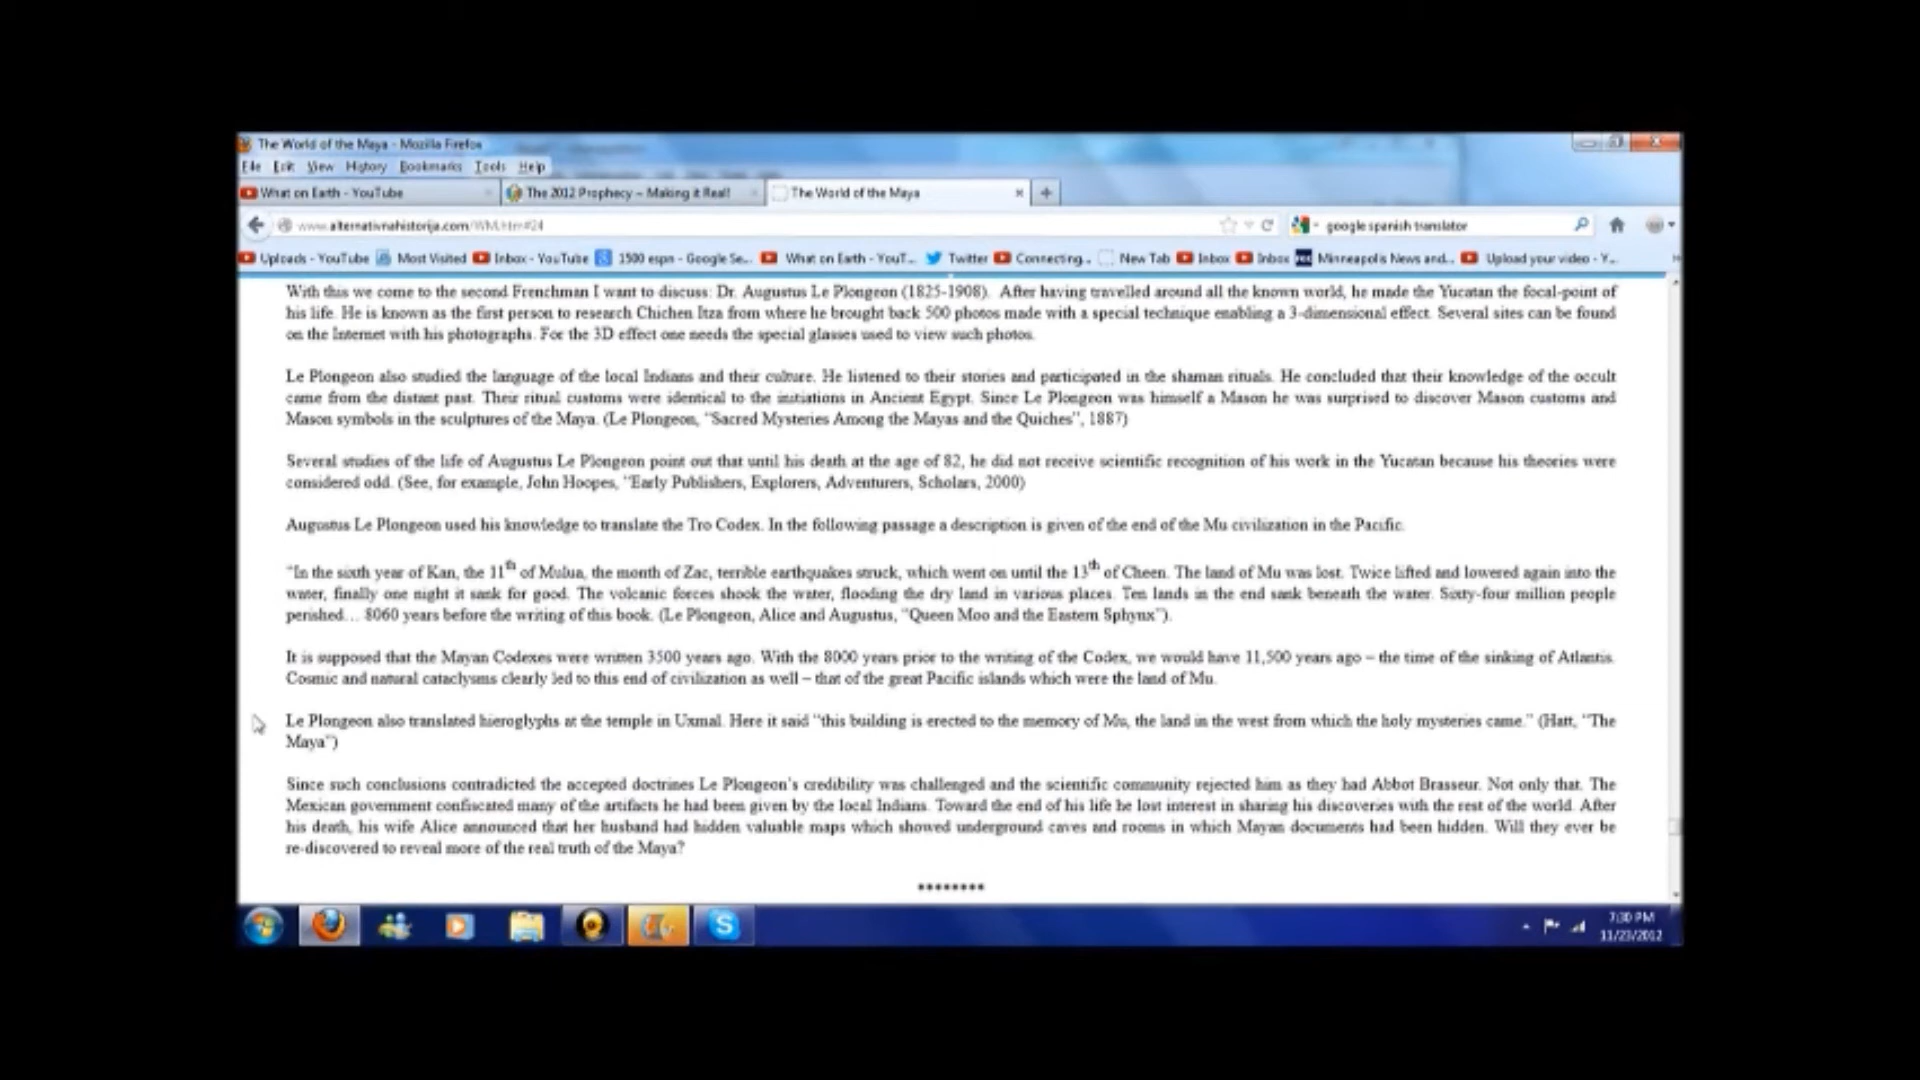 The World of the Maya - Mozilla Firefox
File Edit View History Bookmarks Tools Help
What on Earth - YouTube The 2012 Prophecy – Making it Real! The World of the Maya
www.alternativnahistorija.com/WM.htm#24 google spanish translator
Uploads - YouTube Most Visited Inbox - YouTube 1500 espn - Google Se... What on Earth - YouT... Twitter Connecting... New Tab Inbox Inbox Minneapolis News and... Upload your video - Y...
With this we come to the second Frenchman I want to discuss: Dr. Augustus Le Plongeon (1825-1908). After having travelled around all the known world, he made the Yucatan the focal-point of
his life. He is known as the first person to research Chichen Itza from where he brought back 500 photos made with a special technique enabling a 3-dimensional effect. Several sites can be found
on the Internet with his photographs. For the 3D effect one needs the special glasses used to view such photos.
Le Plongeon also studied the language of the local Indians and their culture. He listened to their stories and participated in the shaman rituals. He concluded that their knowledge of the occult
came from the distant past. Their ritual customs were identical to the initiations in Ancient Egypt. Since Le Plongeon was himself a Mason he was surprised to discover Mason customs and
Mason symbols in the sculptures of the Maya. (Le Plongeon, "Sacred Mysteries Among the Mayas and the Quiches", 1887)
Several studies of the life of Augustus Le Plongeon point out that until his death at the age of 82, he did not receive scientific recognition of his work in the Yucatan because his theories were
considered odd. (See, for example, John Hoopes, "Early Publishers, Explorers, Adventurers, Scholars, 2000)
Augustus Le Plongeon used his knowledge to translate the Tro Codex. In the following passage a description is given of the end of the Mu civilization in the Pacific.
"In the sixth year of Kan, the 11th of Mulua, the month of Zac, terrible earthquakes struck, which went on until the 13th of Cheen. The land of Mu was lost. Twice lifted and lowered again into the
water, finally one night it sank for good. The volcanic forces shook the water, flooding the dry land in various places. Ten lands in the end sank beneath the water. Sixty-four million people
perished… 8060 years before the writing of this book. (Le Plongeon, Alice and Augustus, "Queen Moo and the Eastern Sphynx").
It is supposed that the Mayan Codexes were written 3500 years ago. With the 8000 years prior to the writing of the Codex, we would have 11,500 years ago – the time of the sinking of Atlantis.
Cosmic and natural cataclysms clearly led to this end of civilization as well – that of the great Pacific islands which were the land of Mu.
Le Plongeon also translated hieroglyphs at the temple in Uxmal. Here it said "this building is erected to the memory of Mu, the land in the west from which the holy mysteries came." (Hatt, "The
Maya")
Since such conclusions contradicted the accepted doctrines Le Plongeon's credibility was challenged and the scientific community rejected him as they had Abbot Brasseur. Not only that. The
Mexican government confiscated many of the artifacts he had been given by the local Indians. Toward the end of his life he lost interest in sharing his discoveries with the rest of the world. After
his death, his wife Alice announced that her husband had hidden valuable maps which showed underground caves and rooms in which Mayan documents had been hidden. Will they ever be
re-discovered to reveal more of the real truth of the Maya?
********
7:30 PM
11/23/2012